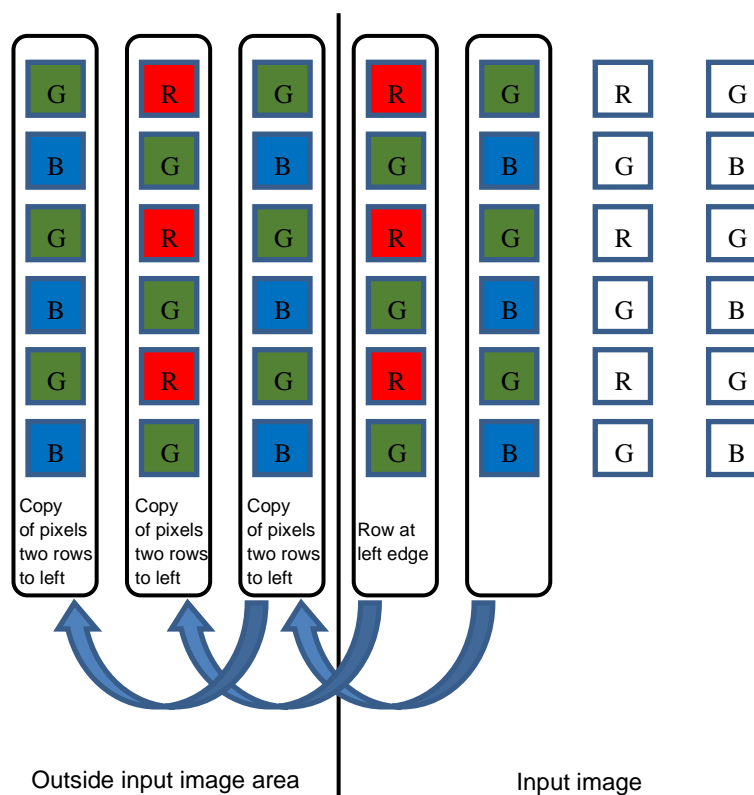 G R G R G R G
B G B G B G B
G R G R G R G
B G B G B G B
G R G R G R G
B G B G B G B
Copy
of pixels
two rows
to left
Copy
of pixels
two rows
to left
Copy
of pixels
two rows
to left
Row at
left edge
Outside input image area
Input image